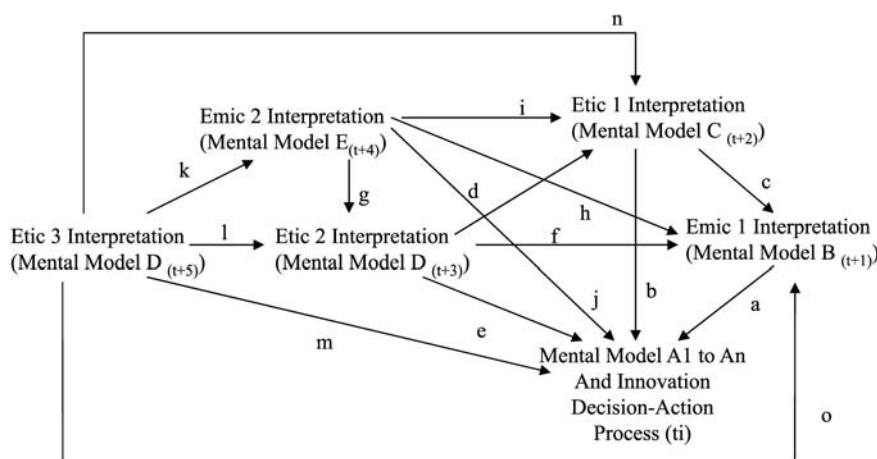 n
Emic 2 Interpretation
(Mental Model E(t+4))
i
Etic 1 Interpretation
(Mental Model C (t+2))
k
g
d
h
c
Etic 3 Interpretation
(Mental Model D (t+5))
l
Etic 2 Interpretation
(Mental Model D (t+3))
f
Emic 1 Interpretation
(Mental Model B (t+1))
m
e
j
b
a
Mental Model A1 to An
And Innovation
Decision-Action
Process (ti)
o